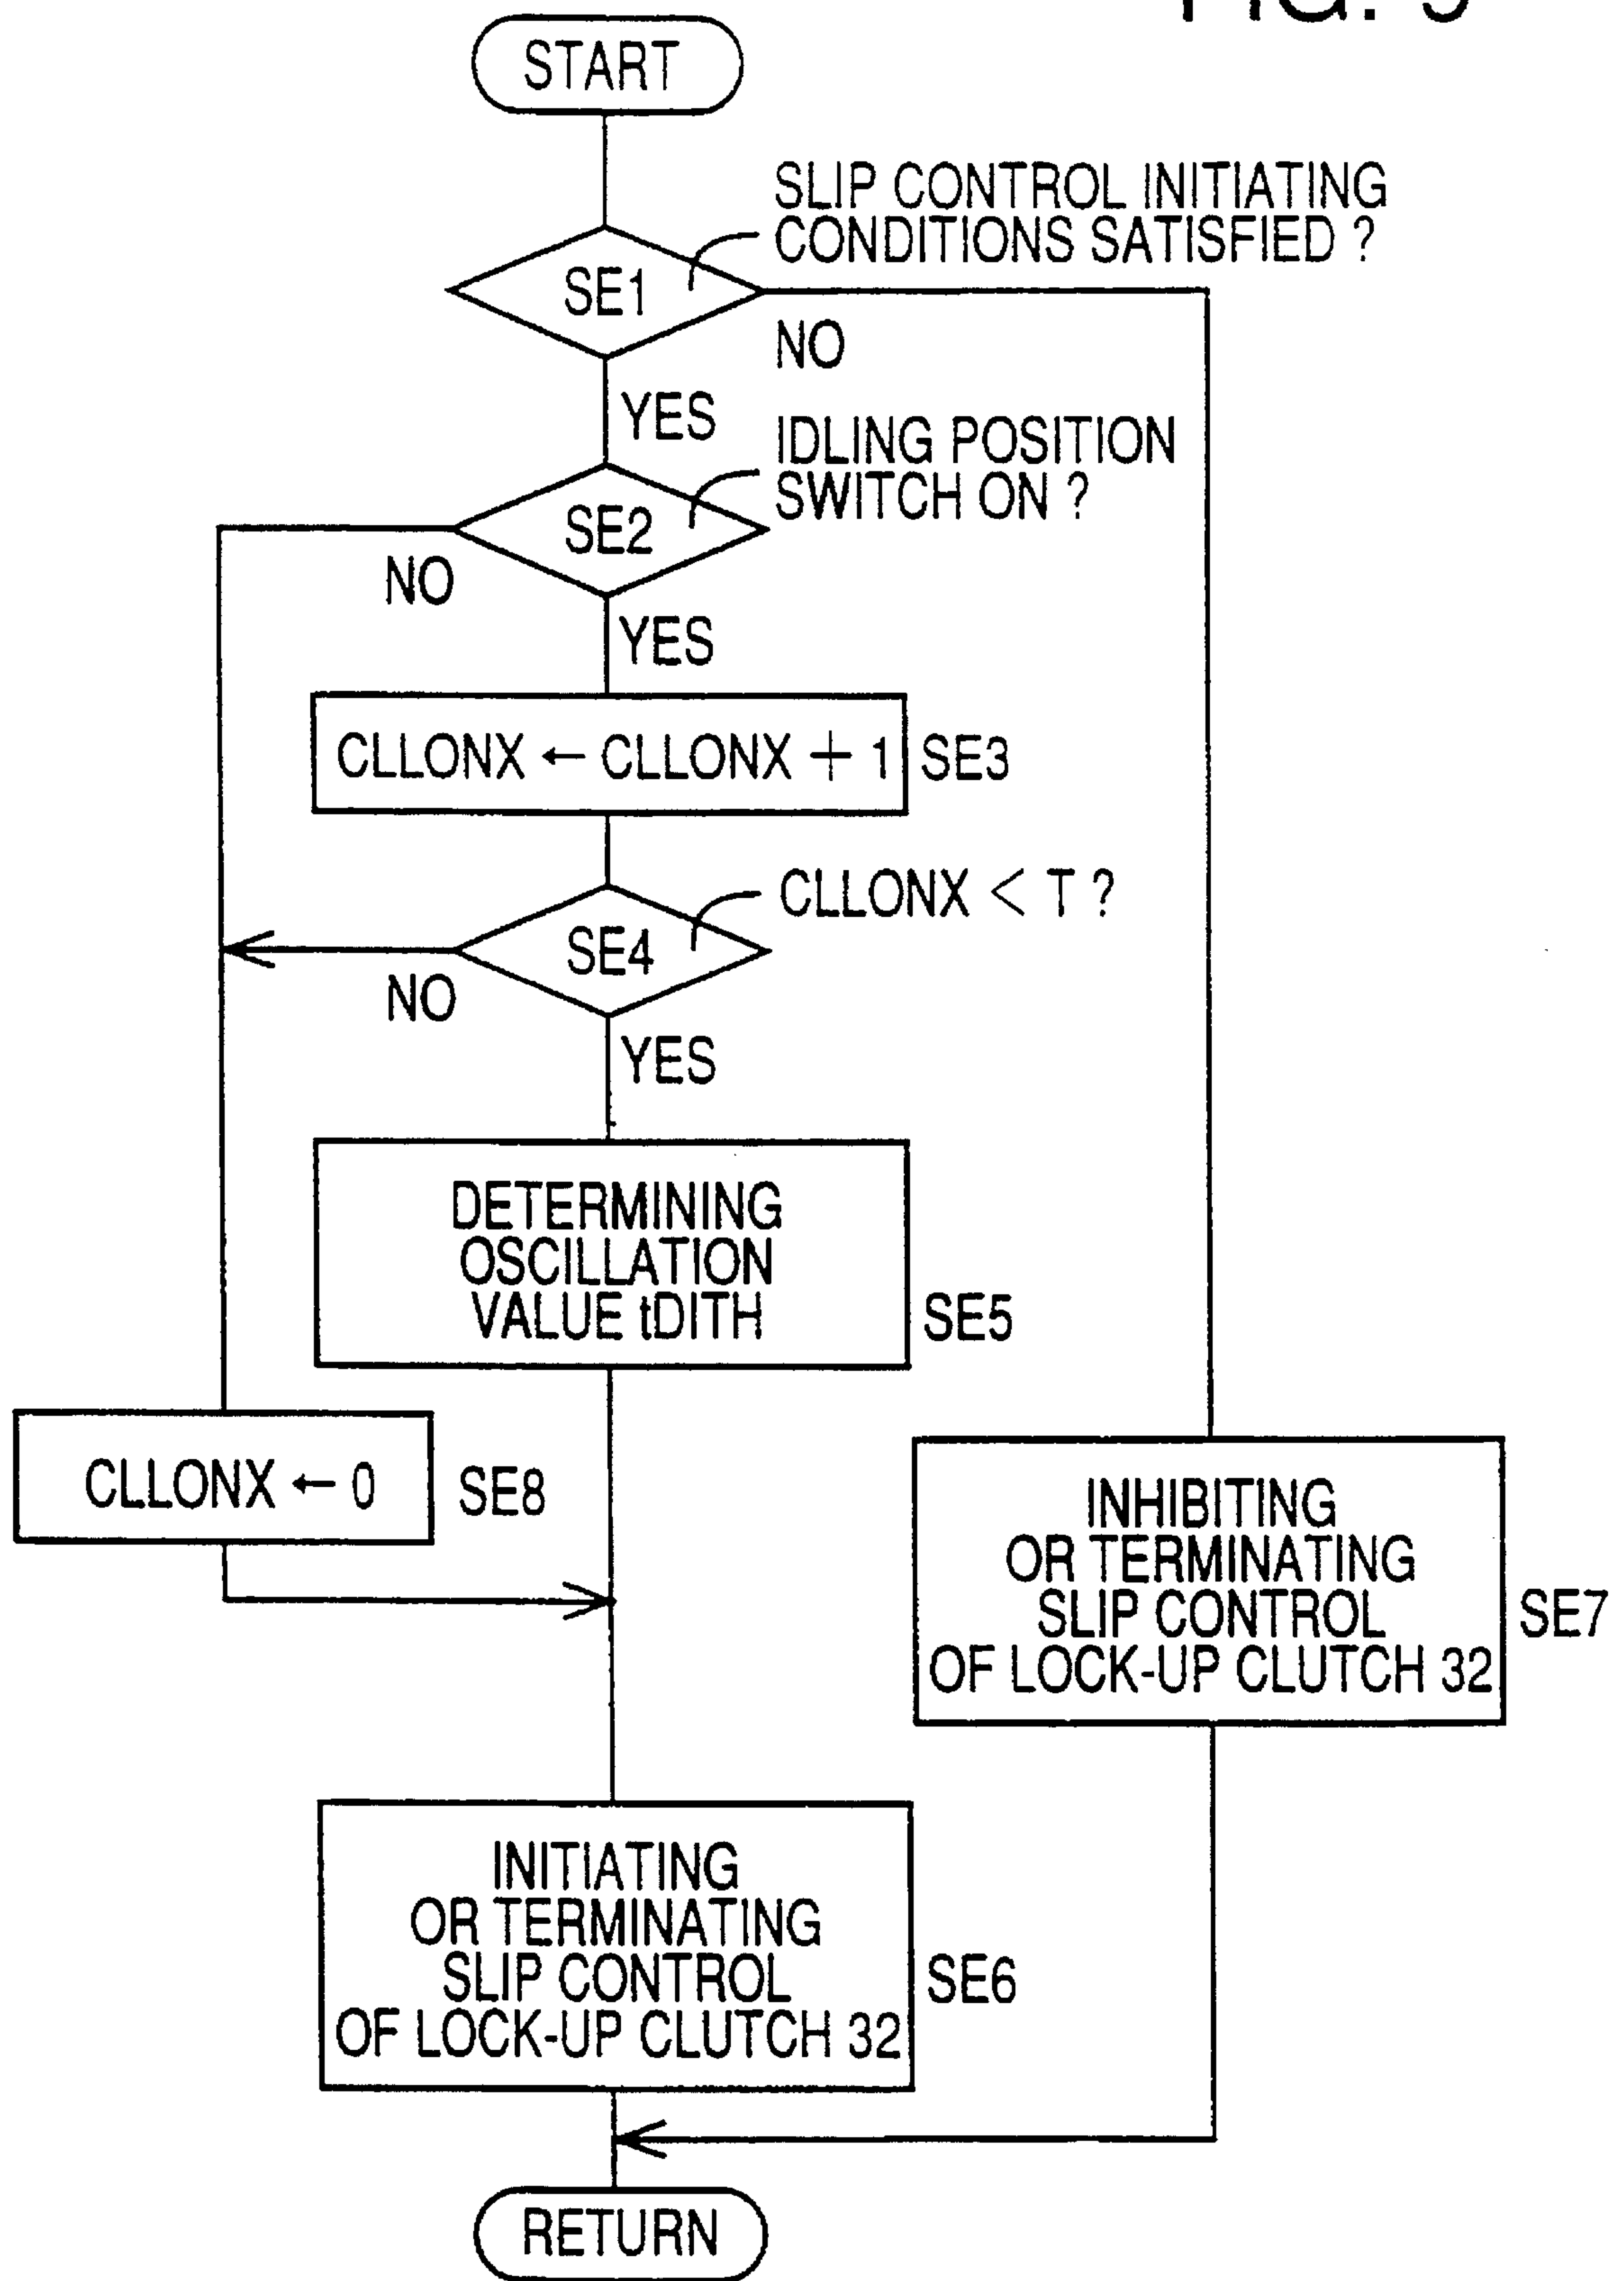 START
SLIP CONTROL INITIATING
CONDITIONS SATISFIED ?
SE1
NO
YES
IDLING POSITION
SWITCH ON ?
SE2
NO
YES
CLLONX ← CLLONX + 1
SE3
CLLONX < T ?
SE4
NO
YES
DETERMINING
OSCILLATION
VALUE tDITH
SE5
CLLONX ← 0
SE8
INHIBITING
OR TERMINATING
SLIP CONTROL
OF LOCK-UP CLUTCH 32
SE7
INITIATING
OR TERMINATING
SLIP CONTROL
OF LOCK-UP CLUTCH 32
SE6
RETURN